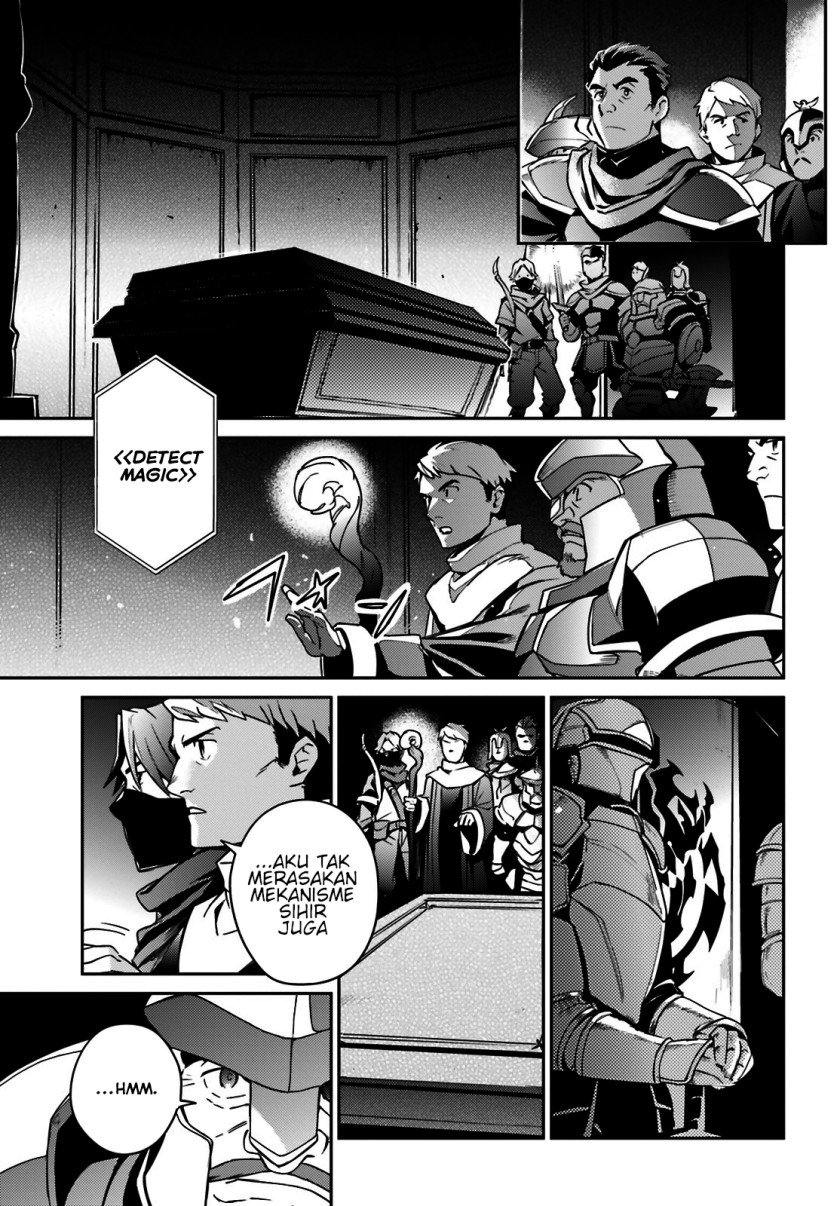 <<DETECT
MAGIC>>
...AKU TAK
MERASAKAN
MEKANISME
SIHIR
JUGA
...HMM.